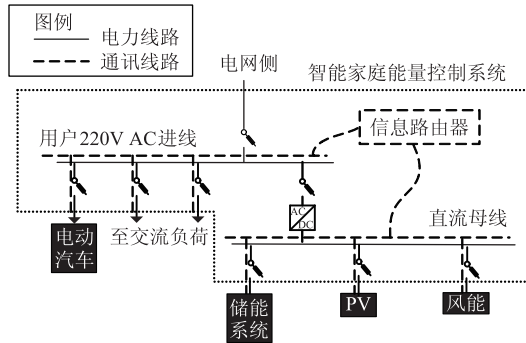 图例
电力线路
通讯线路
电网侧
智能家庭能量控制系统
用户220V AC进线
信息路由器
AC
DC
电动
汽车
至交流负荷
直流母线
储能
系统
PV
风能